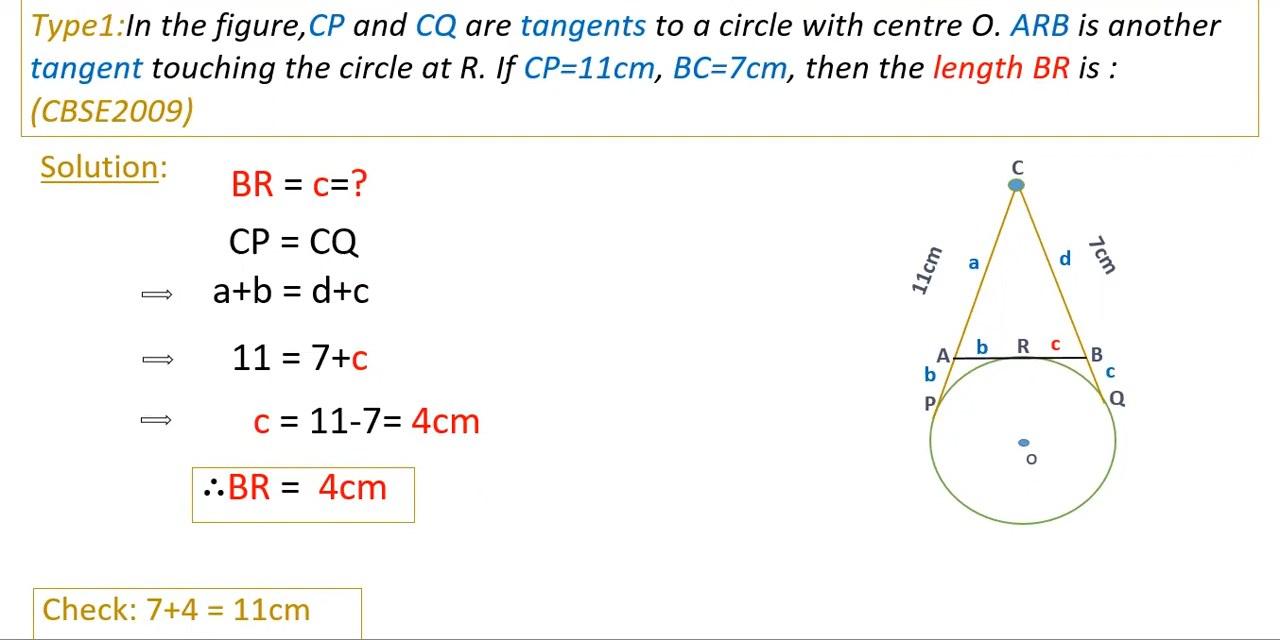 Type1:In the figure,CP and CQ are tangents to a circle with centre O. ARB is another
tangent touching the circle at R. If CP=11cm, BC=7cm, then the length BR is :
(CBSE2009)
Solution:
BR = c=?
CP = CQ
⟹ a+b = d+c
⟹ 11 = 7+c
⟹ c = 11-7= 4cm
∴BR = 4cm
Check: 7+4 = 11cm
C
11cm
a
d
7cm
A
b
R
c
B
b
c
P
Q
O